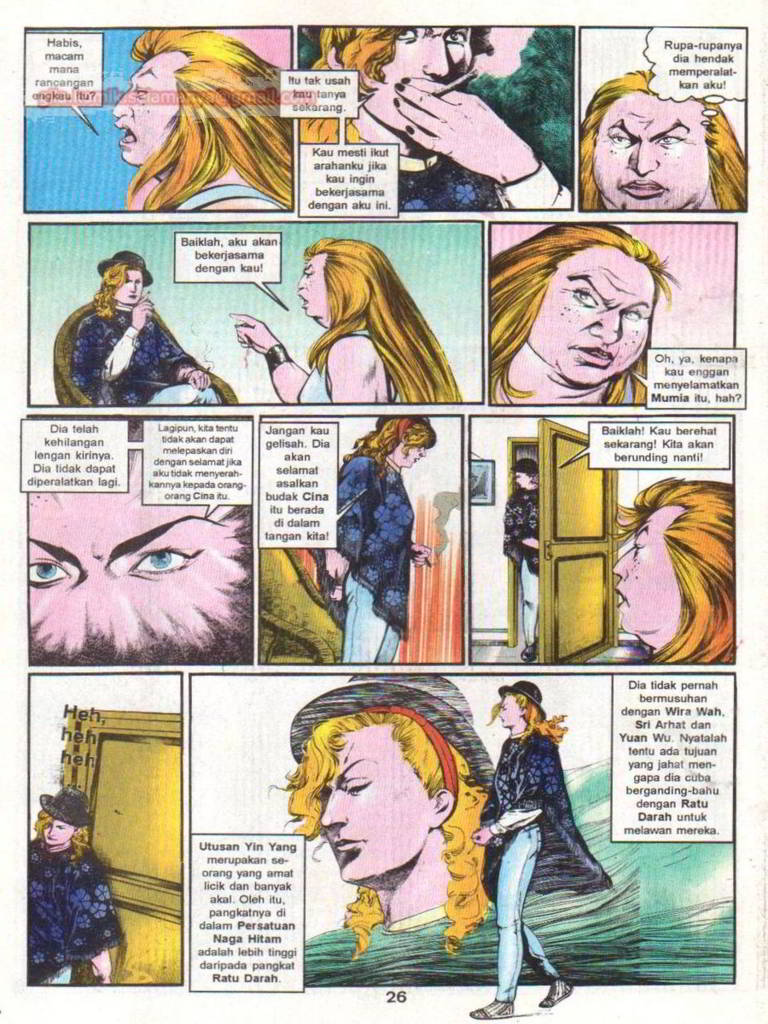 Habis,
macam
mana
rancangan
engkau itu?
Itu tak usah
kau tanya
sekarang.
Kau mesti ikut
arahanku jika
kau ingin
bekerjasama
dengan aku ini.
Rupa-rupanya
dia hendak
memperalat-
kan aku!
Baiklah, aku akan
bekerjasama
dengan kau!
Oh, ya, kenapa
kau enggan
menyelamatkan
Mumia itu, hah?
Dia telah
kehilangan
lengan kirinya.
Dia tidak dapat
diperalatkan lagi.
Lagipun, kita tentu
tidak akan dapat
melepaskan diri
dengan selamat jika
aku tidak menyerah-
kannya kepada orang-
orang Cina itu.
Jangan kau
gelisah. Dia
akan
selamat
asalkan
budak Cina
itu berada
di dalam
tangan kita!
Baiklah! Kau berehat
sekarang! Kita akan
berunding nanti!
Heh,
heh
heh
...
Utusan Yin Yang
merupakan se-
orang yang amat
licik dan banyak
akal. Oleh itu,
pangkatnya di
dalam Persatuan
Naga Hitam
adalah lebih tinggi
daripada pangkat
Ratu Darah.
Dia tidak pernah
bermusuhan
dengan Wira Wah,
Sri Arhat dan
Yuan Wu. Nyatalah
tentu ada tujuan
yang jahat men-
gapa dia cuba
berganding-bahu
dengan Ratu
Darah untuk
melawan mereka.
26